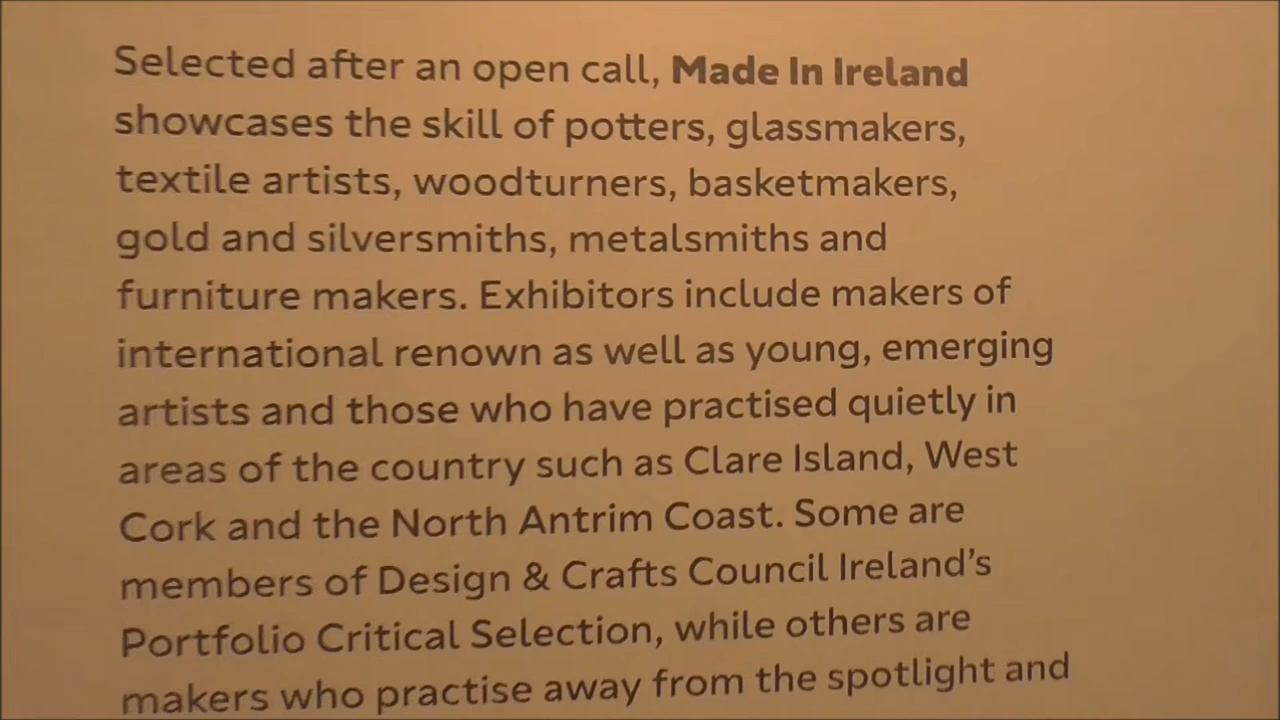 Selected after an open call, Made In Ireland
showcases the skill of potters, glassmakers,
textile artists, woodturners, basketmakers,
gold and silversmiths, metalsmiths and
furniture makers. Exhibitors include makers of
international renown as well as young, emerging
artists and those who have practised quietly in
areas of the country such as Clare Island, West
Cork and the North Antrim Coast. Some are
members of Design & Crafts Council Ireland’s
Portfolio Critical Selection, while others are
makers who practise away from the spotlight and